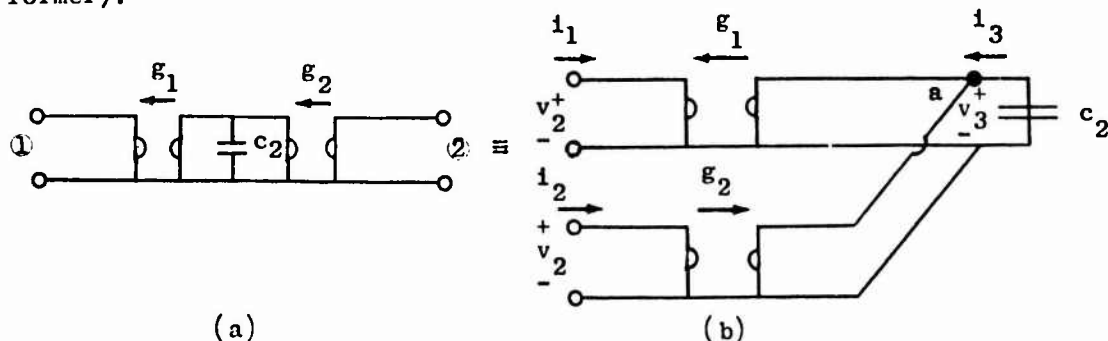 former).
g1 g2
① c2 ② ≡
(a)
i1 g1 i3
v2 + - a v3 + - c2
i2 g2
+ v2 -
(b)